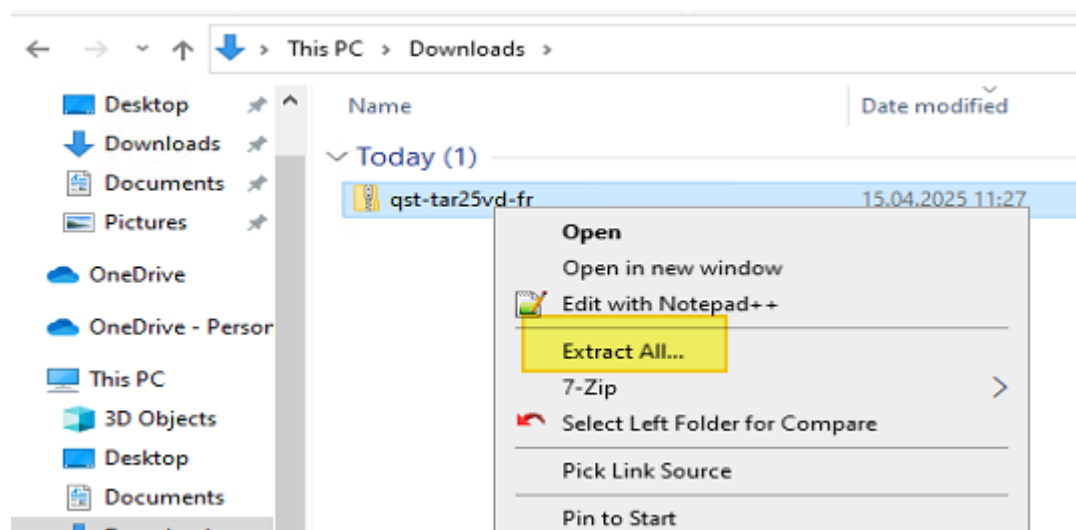 This PC > Downloads >
Name Date modified
Desktop
Downloads
Documents
Pictures
OneDrive
OneDrive - Person
This PC
3D Objects
Desktop
Documents
Today (1)
qst-tar25vd-fr 15.04.2025 11:27
Open
Open in new window
Edit with Notepad++
Extract All...
7-Zip >
Select Left Folder for Compare
Pick Link Source
Pin to Start